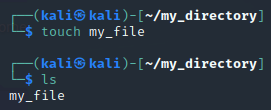 ┌──(kali㉿kali)-[~/my_directory]
└─$ touch my_file
┌──(kali㉿kali)-[~/my_directory]
└─$ ls
my_file